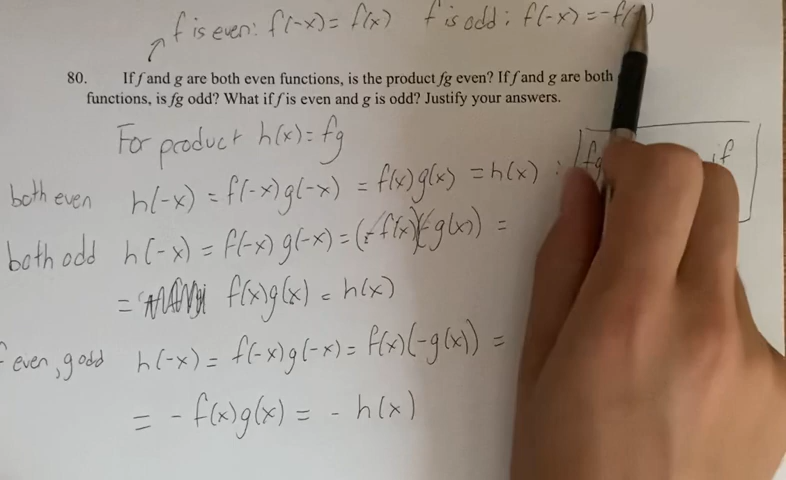 f is even: f(-x) = f(x) f is odd: f(-x) = -f(
80. If f and g are both even functions, is the product fg even? If f and g are both
functions, is fg odd? What if f is even and g is odd? Justify your answers.
For product h(x) = fg
both even h(-x) = f(-x)g(-x) = f(x)g(x) = h(x) : if
both odd h(-x) = f(-x)g(-x) = (-f(x))(-g(x)) =
= f(x)g(x) = h(x)
f even, g odd h(-x) = f(-x)g(-x) = f(x)(-g(x)) =
= -f(x)g(x) = -h(x)